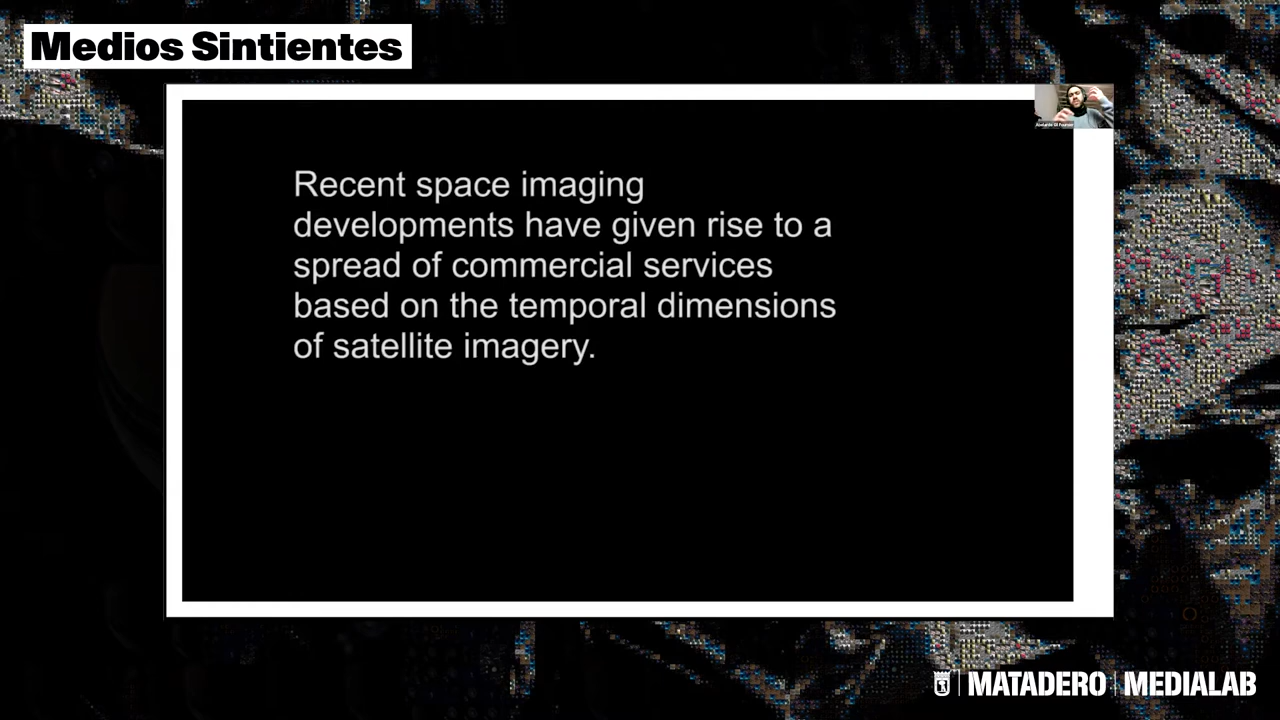 Medios Sintientes
Recent space imaging
developments have given rise to a
spread of commercial services
based on the temporal dimensions
of satellite imagery.
MATADERO MEDIALAB